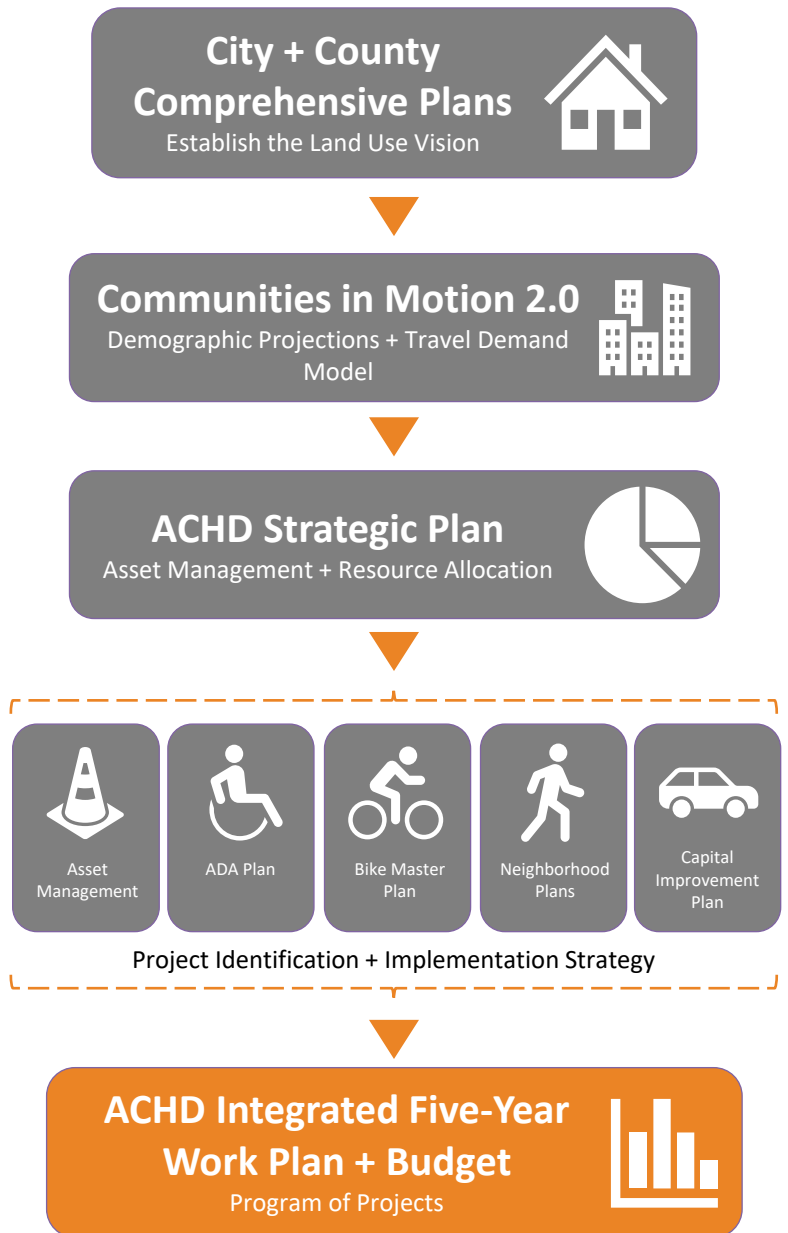 City + County
Comprehensive Plans
Establish the Land Use Vision
Communities in Motion 2.0
Demographic Projections + Travel Demand
Model
ACHD Strategic Plan
Asset Management + Resource Allocation
Asset
Management
ADA Plan
Bike Master
Plan
Neighborhood
Plans
Capital
Improvement
Plan
Project Identification + Implementation Strategy
ACHD Integrated Five-Year
Work Plan + Budget
Program of Projects